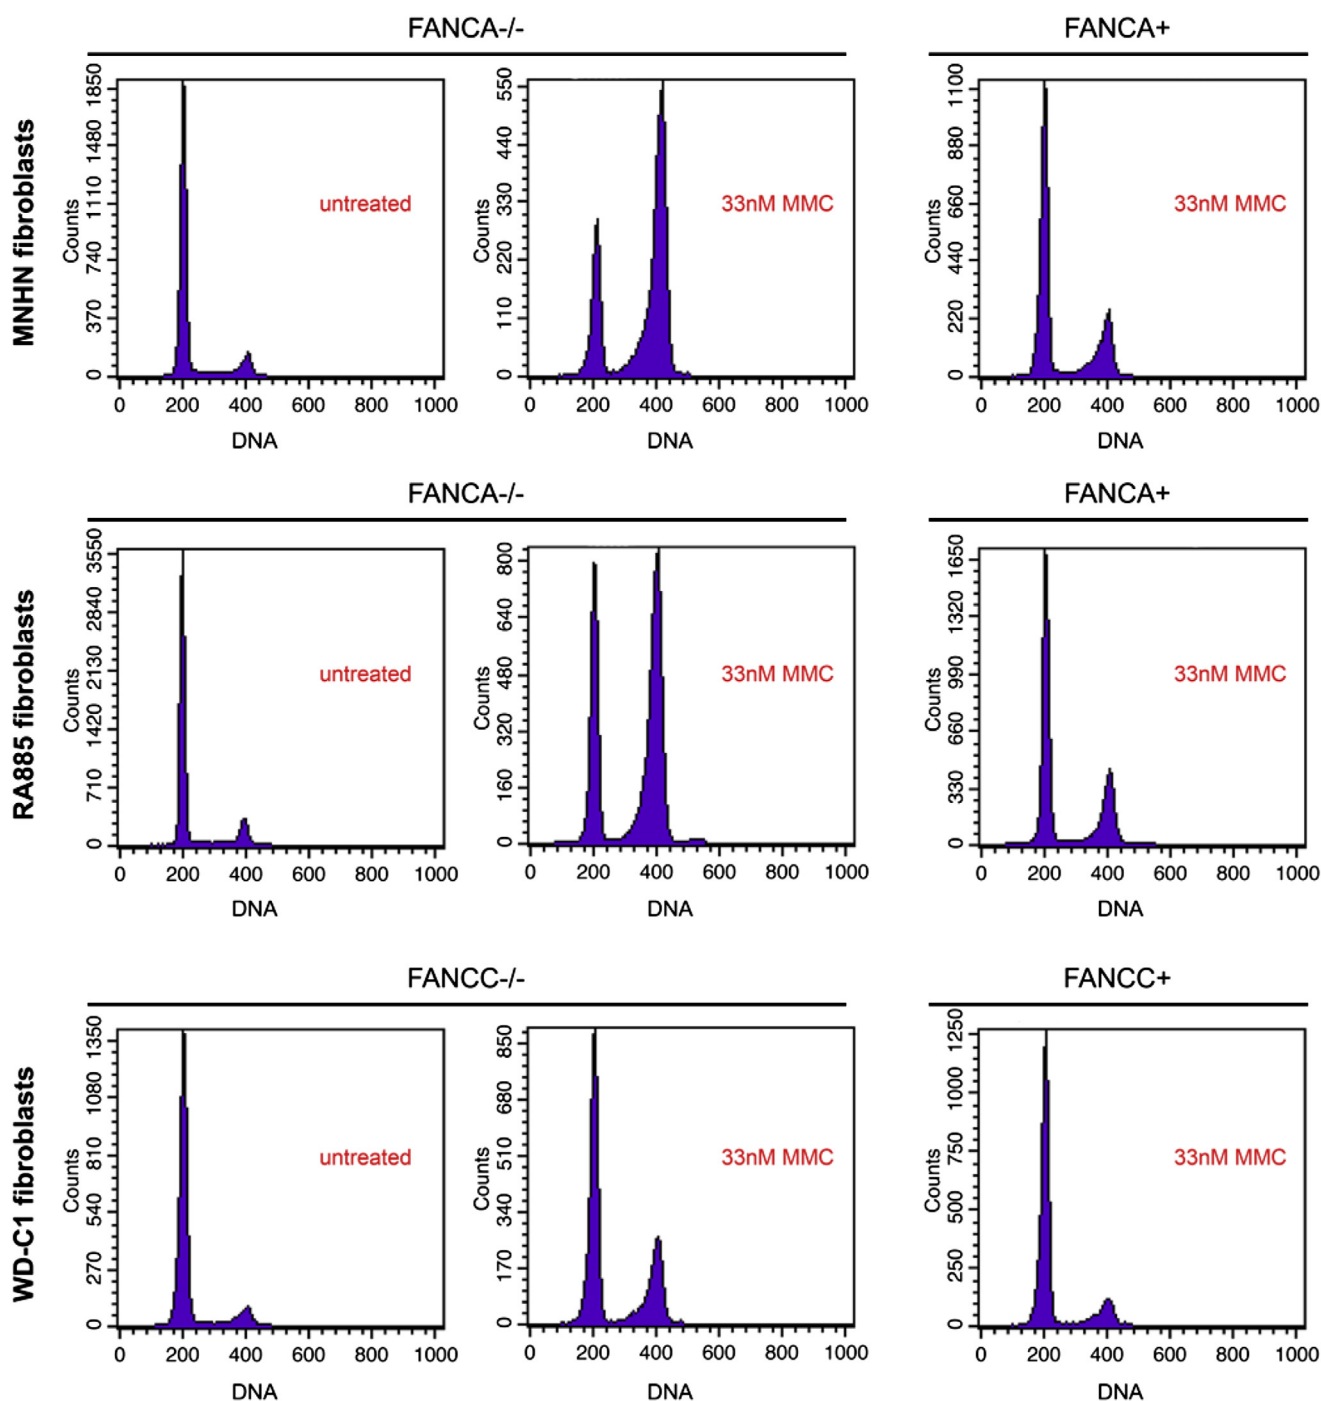 FANCA-/-
FANCA+
MNHN fibroblasts
Counts
0 370 740 1110 1480 1850
untreated
0 200 400 600 800 1000
DNA
Counts
0 110 220 330 440 550
33nM MMC
0 200 400 600 800 1000
DNA
Counts
0 220 440 660 880 1100
33nM MMC
0 200 400 600 800 1000
DNA
FANCA-/-
FANCA+
RA885 fibroblasts
Counts
0 710 1420 2130 2840 3550
untreated
0 200 400 600 800 1000
DNA
Counts
0 160 320 480 640 800
33nM MMC
0 200 400 600 800 1000
DNA
Counts
0 330 660 990 1320 1650
33nM MMC
0 200 400 600 800 1000
DNA
FANCC-/-
FANCC+
WD-C1 fibroblasts
Counts
0 270 540 810 1080 1350
untreated
0 200 400 600 800 1000
DNA
Counts
0 170 340 510 680 850
33nM MMC
0 200 400 600 800 1000
DNA
Counts
0 250 500 750 1000 1250
33nM MMC
0 200 400 600 800 1000
DNA